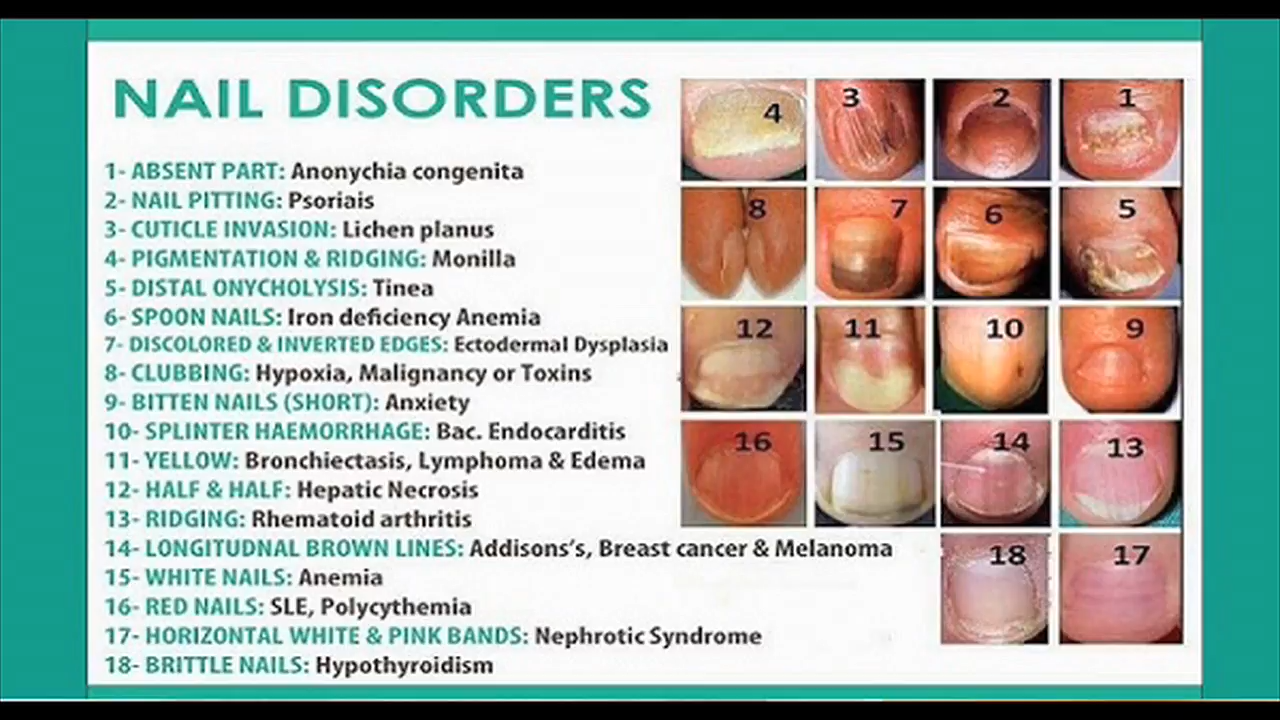 NAIL DISORDERS
1- ABSENT PART: Anonychia congenita
2- NAIL PITTING: Psoriais
3- CUTICLE INVASION: Lichen planus
4- PIGMENTATION & RIDGING: Monilla
5- DISTAL ONYCHOLYSIS: Tinea
6- SPOON NAILS: Iron deficiency Anemia
7- DISCOLORED & INVERTED EDGES: Ectodermal Dysplasia
8- CLUBBING: Hypoxia, Malignancy or Toxins
9- BITTEN NAILS (SHORT): Anxiety
10- SPLINTER HAEMORRHAGE: Bac. Endocarditis
11- YELLOW: Bronchiectasis, Lymphoma & Edema
12- HALF & HALF: Hepatic Necrosis
13- RIDGING: Rhematoid arthritis
14- LONGITUDNAL BROWN LINES: Addisons's, Breast cancer & Melanoma
15- WHITE NAILS: Anemia
16- RED NAILS: SLE, Polycythemia
17- HORIZONTAL WHITE & PINK BANDS: Nephrotic Syndrome
18- BRITTLE NAILS: Hypothyroidism
4 3 2 1
8 7 6 5
12 11 10 9
16 15 14 13
18 17